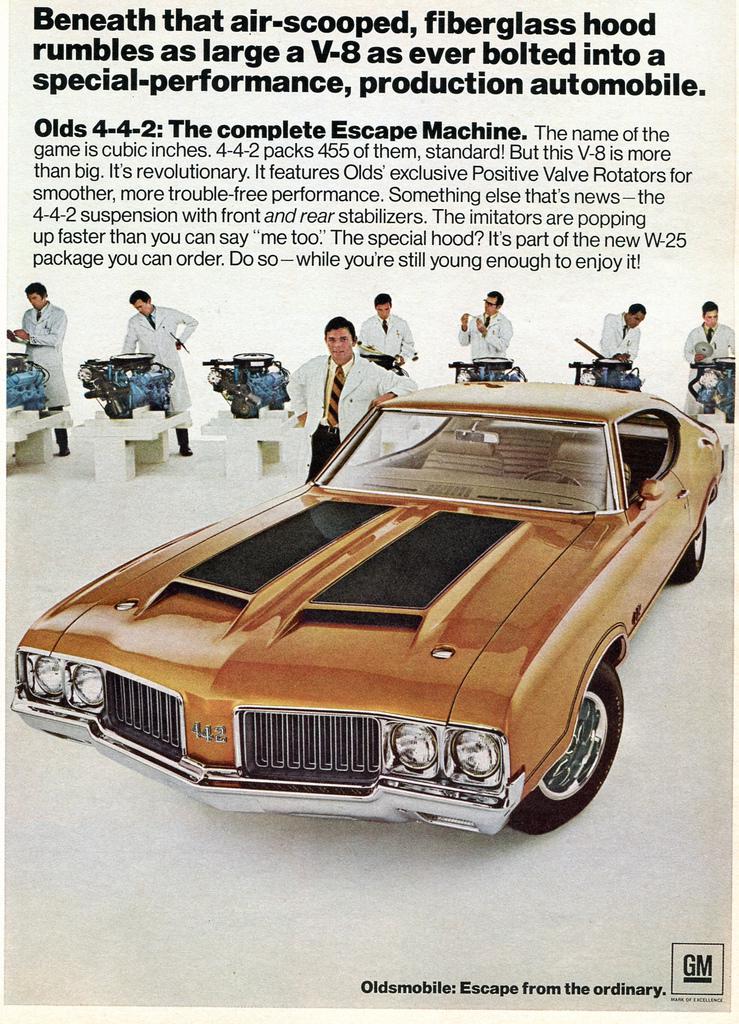 Beneath that air-scooped, fiberglass hood
rumbles as large a V-8 as ever bolted into a
special-performance, production automobile.
Olds 4-4-2: The complete Escape Machine. The name of the
game is cubic inches. 4-4-2 packs 455 of them, standard! But this V-8 is more
than big. It's revolutionary. It features Olds' exclusive Positive Valve Rotators for
smoother, more trouble-free performance. Something else that's news—the
4-4-2 suspension with front and rear stabilizers. The imitators are popping
up faster than you can say "me too." The special hood? It's part of the new W-25
package you can order. Do so—while you're still young enough to enjoy it!
442
GM
Oldsmobile: Escape from the ordinary.
MARK OF EXCELLENCE